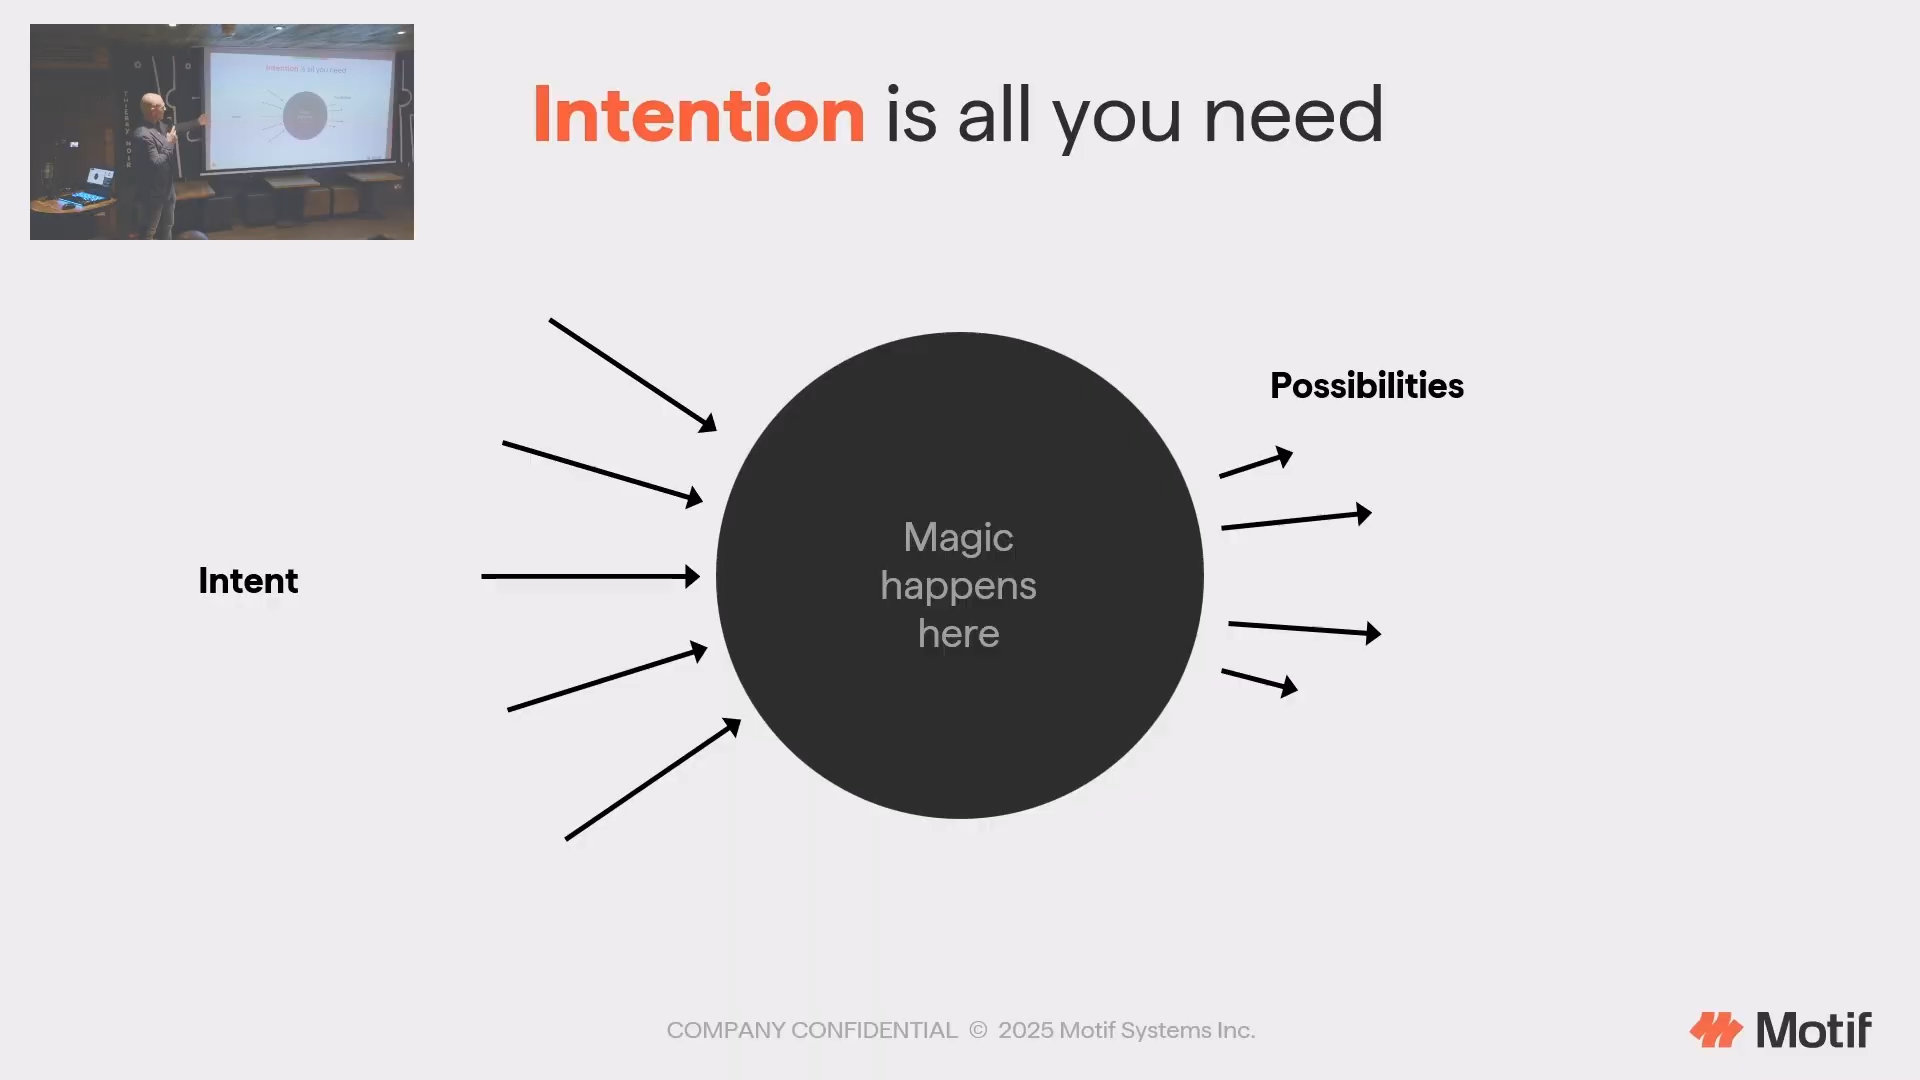 Intention is all you need
Possibilities
Intent
Magic
happens
here
COMPANY CONFIDENTIAL © 2025 Motif Systems Inc.
Motif